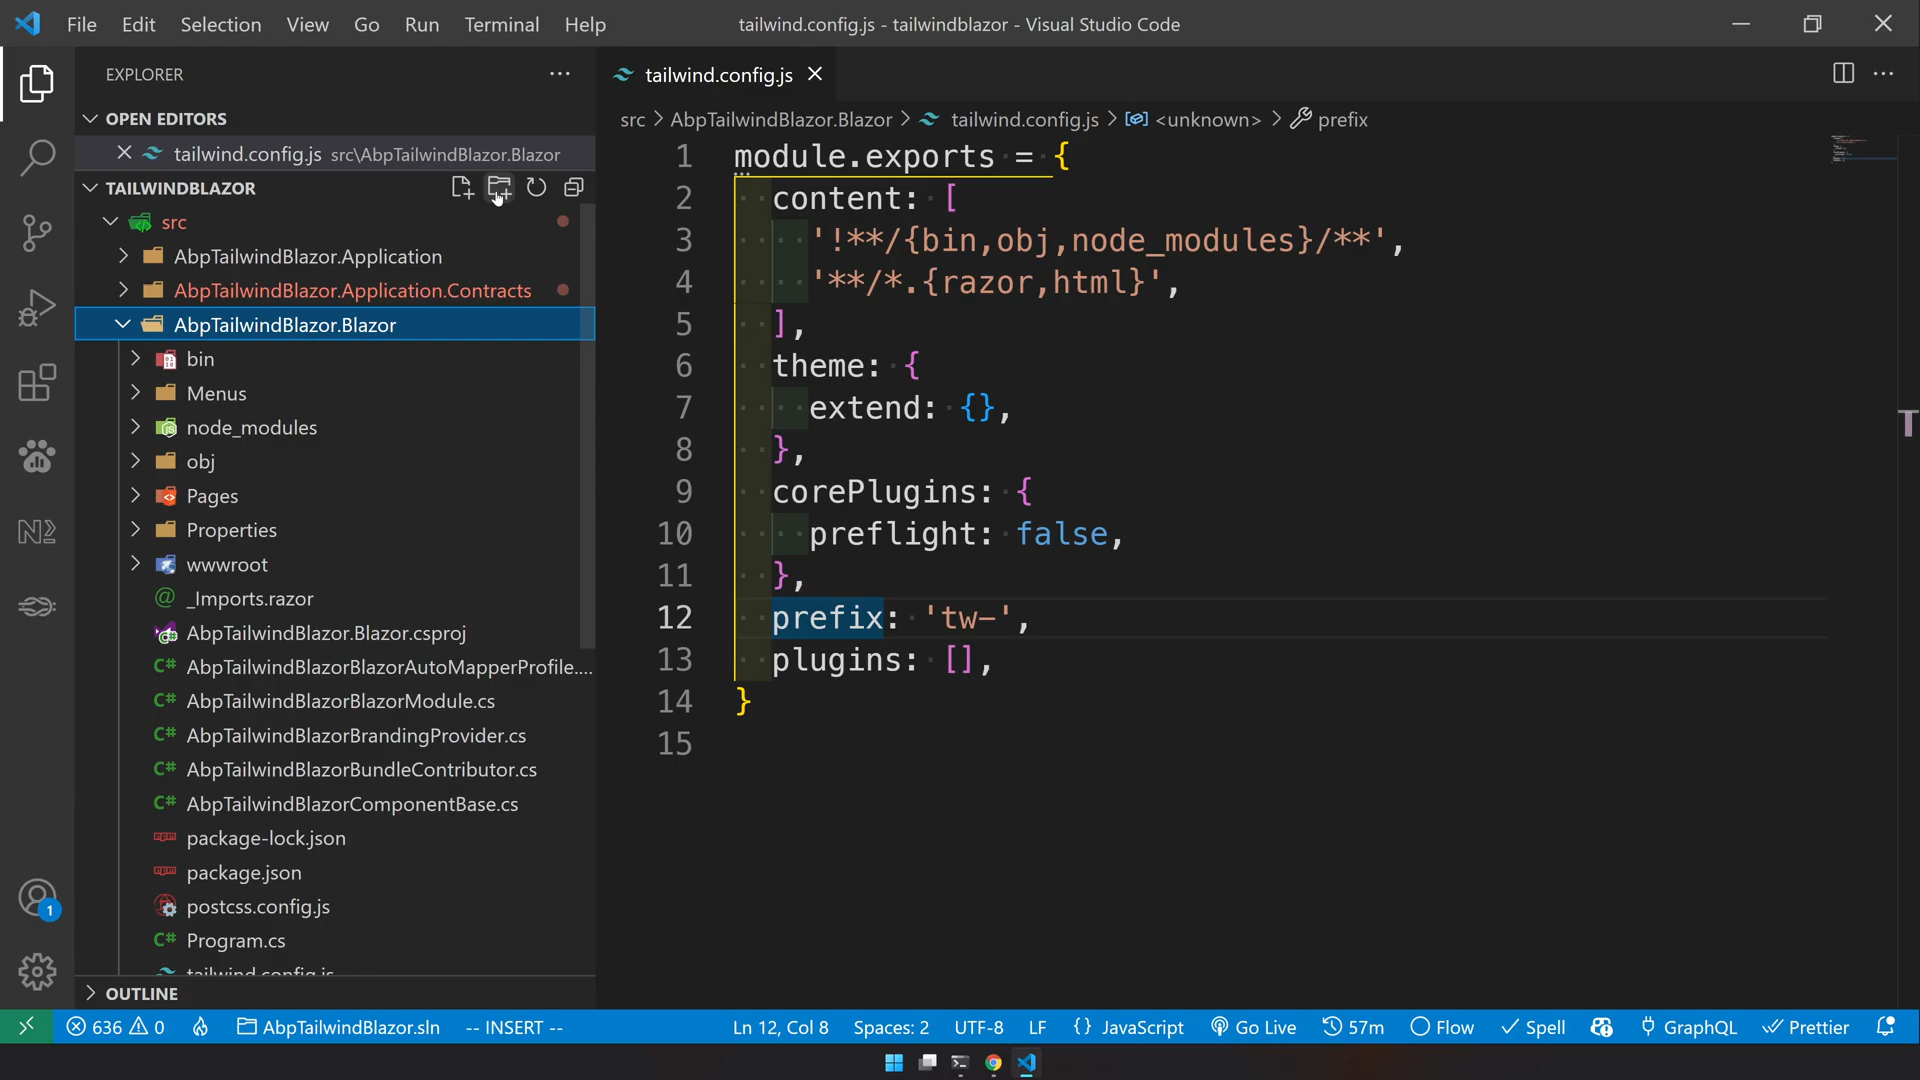 File Edit Selection View Go Run Terminal Help
tailwind.config.js - tailwindblazor - Visual Studio Code
EXPLORER
OPEN EDITORS
tailwind.config.js src\AbpTailwindBlazor.Blazor
TAILWINDBLAZOR
src
AbpTailwindBlazor.Application
AbpTailwindBlazor.Application.Contracts
AbpTailwindBlazor.Blazor
bin
Menus
node_modules
obj
Pages
Properties
wwwroot
_Imports.razor
AbpTailwindBlazor.Blazor.csproj
AbpTailwindBlazorBlazorAutoMapperProfile....
AbpTailwindBlazorBlazorModule.cs
AbpTailwindBlazorBrandingProvider.cs
AbpTailwindBlazorBundleContributor.cs
AbpTailwindBlazorComponentBase.cs
package-lock.json
package.json
postcss.config.js
Program.cs
tailwind.config.js
OUTLINE
tailwind.config.js
src > AbpTailwindBlazor.Blazor > tailwind.config.js > <unknown> > prefix
1 module.exports = {
2 content: [
3 '!**/{bin,obj,node_modules}/**',
4 '**/*.{razor,html}',
5 ],
6 theme: {
7 extend: {},
8 },
9 corePlugins: {
10 preflight: false,
11 },
12 prefix: 'tw-',
13 plugins: [],
14 }
15
1
636 0 AbpTailwindBlazor.sln -- INSERT -- Ln 12, Col 8 Spaces: 2 UTF-8 LF {} JavaScript Go Live 57m Flow Spell GraphQL Prettier